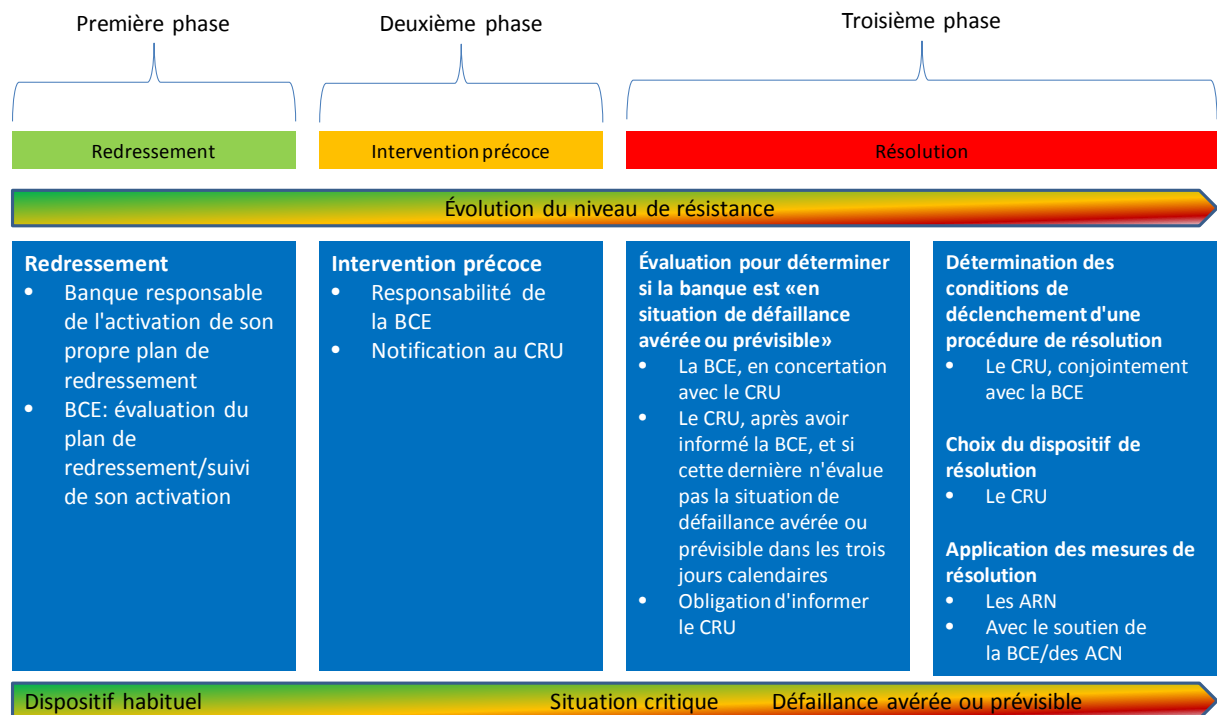 Première phase
Deuxième phase
Troisième phase
Redressement
Intervention précoce
Résolution
Évolution du niveau de résistance
Redressement
• Banque responsable
de l'activation de son
propre plan de
redressement
• BCE: évaluation du
plan de
redressement/suivi
de son activation
Intervention précoce
• Responsabilité de
la BCE
• Notification au CRU
Évaluation pour déterminer
si la banque est «en
situation de défaillance
avérée ou prévisible»
• La BCE, en concertation
avec le CRU
• Le CRU, après avoir
informé la BCE, et si
cette dernière n'évalue
pas la situation de
défaillance avérée ou
prévisible dans les trois
jours calendaires
• Obligation d'informer
le CRU
Détermination des
conditions de
déclenchement d'une
procédure de résolution
• Le CRU, conjointement
avec la BCE
Choix du dispositif de
résolution
• Le CRU
Application des mesures de
résolution
• Les ARN
• Avec le soutien de
la BCE/des ACN
Dispositif habituel
Situation critique
Défaillance avérée ou prévisible